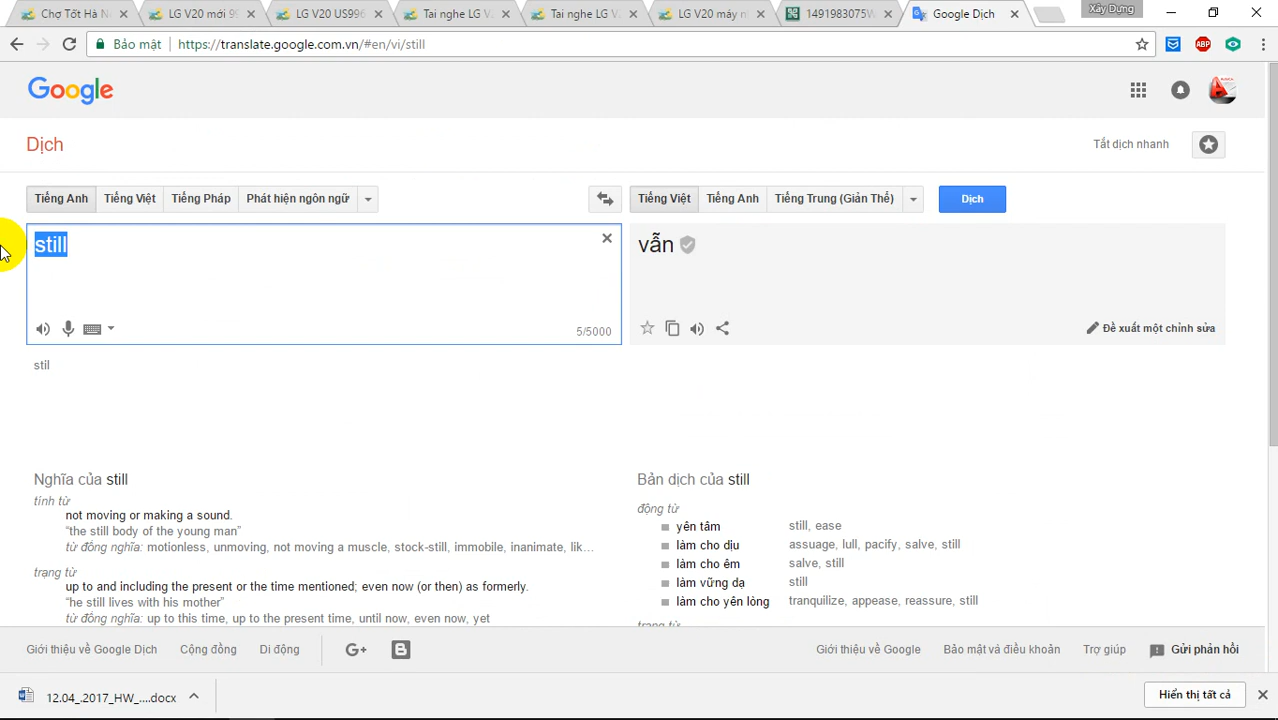 Chợ Tốt Hà N
LG V20 mới 99
LG V20 US996
Tai nghe LG V
Tai nghe LG V
LG V20 máy n
1491983075W
Google Dịch
Xây Dựng
Bảo mật
https://translate.google.com.vn/#en/vi/still
Google
Dịch
Tắt dịch nhanh
Tiếng Anh
Tiếng Việt
Tiếng Pháp
Phát hiện ngôn ngữ
Tiếng Việt
Tiếng Anh
Tiếng Trung (Giản Thể)
Dịch
still
vẫn
5/5000
Đề xuất một chỉnh sửa
stil
Nghĩa của still
tính từ
not moving or making a sound.
"the still body of the young man"
từ đồng nghĩa: motionless, unmoving, not moving a muscle, stock-still, immobile, inanimate, lik...
trạng từ
up to and including the present or the time mentioned; even now (or then) as formerly.
"he still lives with his mother"
từ đồng nghĩa: up to this time, up to the present time, until now, even now, yet
Bản dịch của still
động từ
yên tâm still, ease
làm cho dịu assuage, lull, pacify, salve, still
làm cho êm salve, still
làm vững dạ still
làm cho yên lòng tranquilize, appease, reassure, still
trạng từ
Giới thiệu về Google Dịch
Cộng đồng
Di động
G+
Giới thiệu về Google
Bảo mật và điều khoản
Trợ giúp
Gửi phản hồi
12.04_.2017_HW_....docx
Hiển thị tất cả